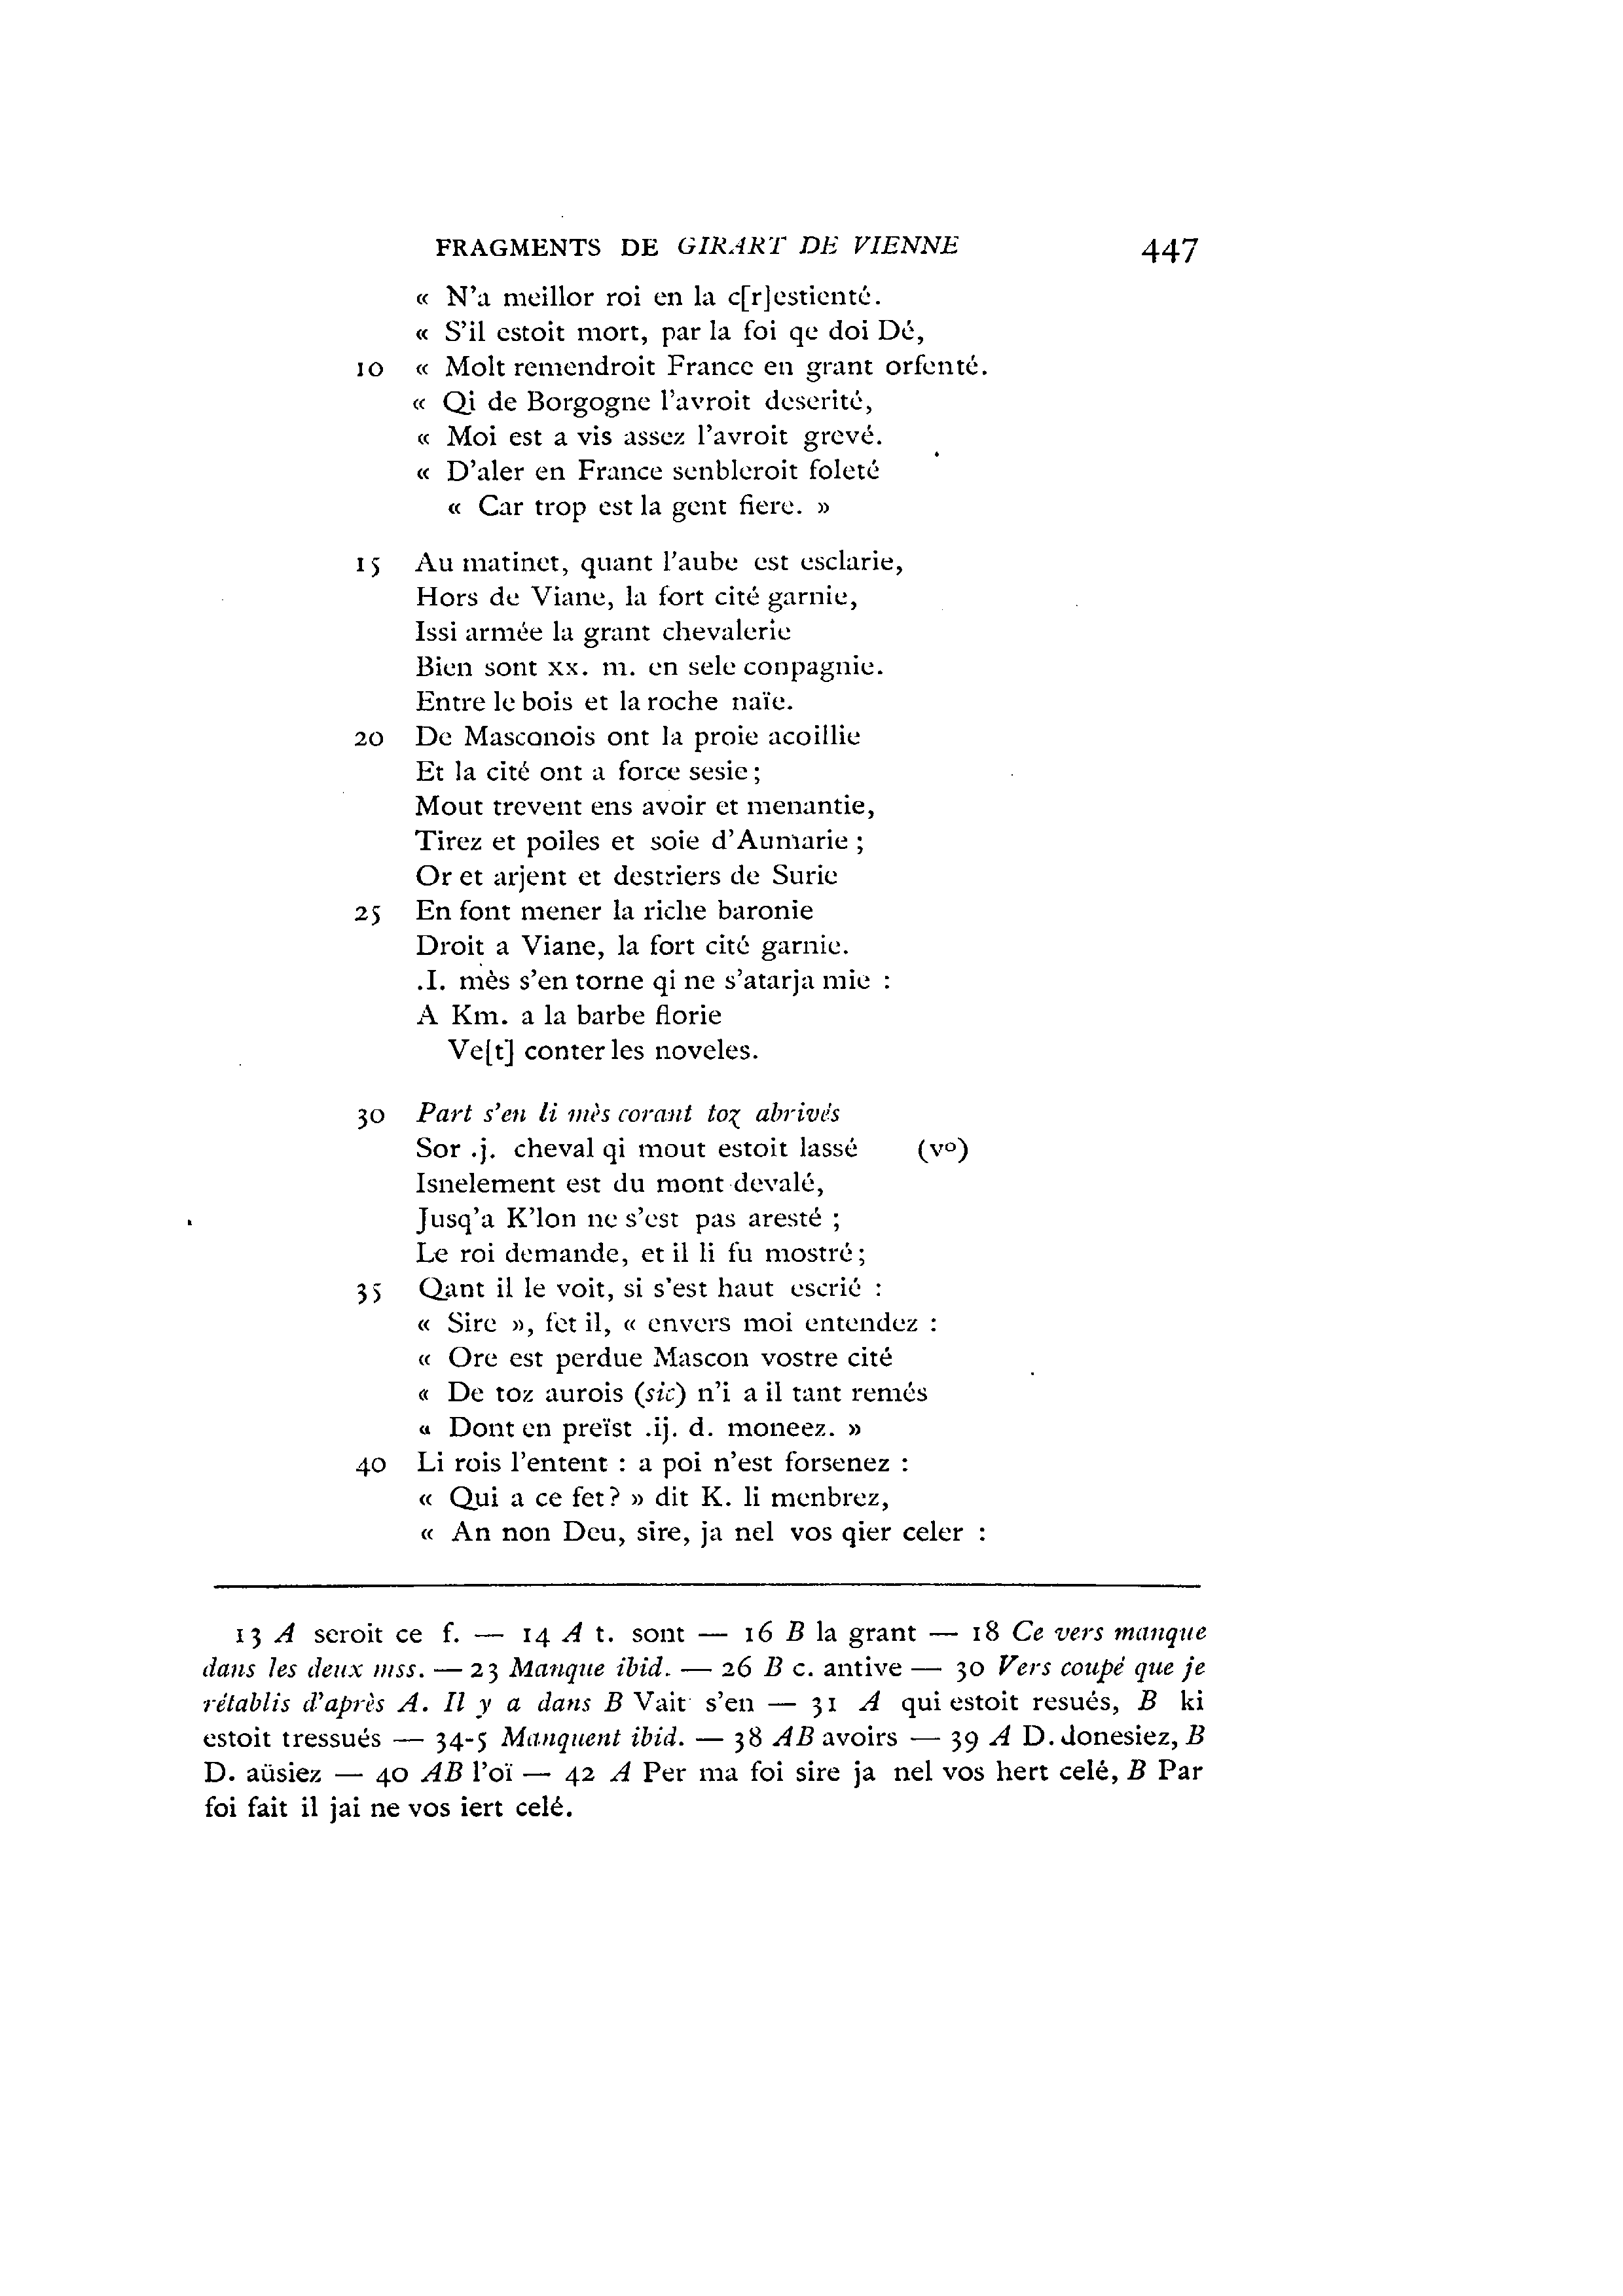 FRAGMENTS DE GIRART DE VIENNE 447
« N'a meillor roi en la c[r]estienté.
« S'il estoit mort, par la foi qe doi Dé,
10 « Molt remendroit France en grant orfenté.
« Qi de Borgogne l'avroit deserité,
« Moi est a vis assez l'avroit grevé.
« D'aler en France senbleroit foleté
« Car trop est la gent fiere. »
15 Au matinet, quant l'aube est esclarie,
Hors de Viane, la fort cité garnie,
Issi armée la grant chevalerie
Bien sont xx. m. en sele conpagnie.
Entre le bois et la roche naïe.
20 De Masconois ont la proie acoillie
Et la cité ont a force sesie ;
Mout trevent ens avoir et menantie,
Tirez et poiles et soie d'Aumarie ;
Or et arjent et destriers de Surie
25 En font mener la riche baronie
Droit a Viane, la fort cité garnie.
.I. mès s'en torne qi ne s'atarja mie :
A Km. a la barbe florie
Ve[t] conter les noveles.
30 Part s'en li mès corant toz abrivés
Sor .j. cheval qi mout estoit lassé (vo)
Isnelement est du mont devalé,
Jusq'a K'lon ne s'est pas aresté ;
Le roi demande, et il li fu mostré ;
35 Qant il le voit, si s'est haut escrié :
« Sire », fet il, « envers moi entendez :
« Ore est perdue Mascon vostre cité
« De toz aurois (sic) n'i a il tant remés
« Dont en preïst .ij. d. moneez. »
40 Li rois l'entent : a poi n'est forsenez :
« Qui a ce fet ? » dit K. li menbrez,
« An non Deu, sire, ja nel vos qier celer :
13 A seroit ce f. — 14 A t. sont — 16 B la grant — 18 Ce vers manque
dans les deux mss. — 23 Manque ibid. — 26 B c. antive — 30 Vers coupé que je
rétablis d'après A. Il y a dans B Vait s'en — 31 A qui estoit resués, B ki
estoit tressués — 34-5 Manquent ibid. — 38 AB avoirs — 39 A D. donesiez, B
D. aüsiez — 40 AB l'oï — 42 A Per ma foi sire ja nel vos hert celé, B Par
foi fait il jai ne vos iert celé.